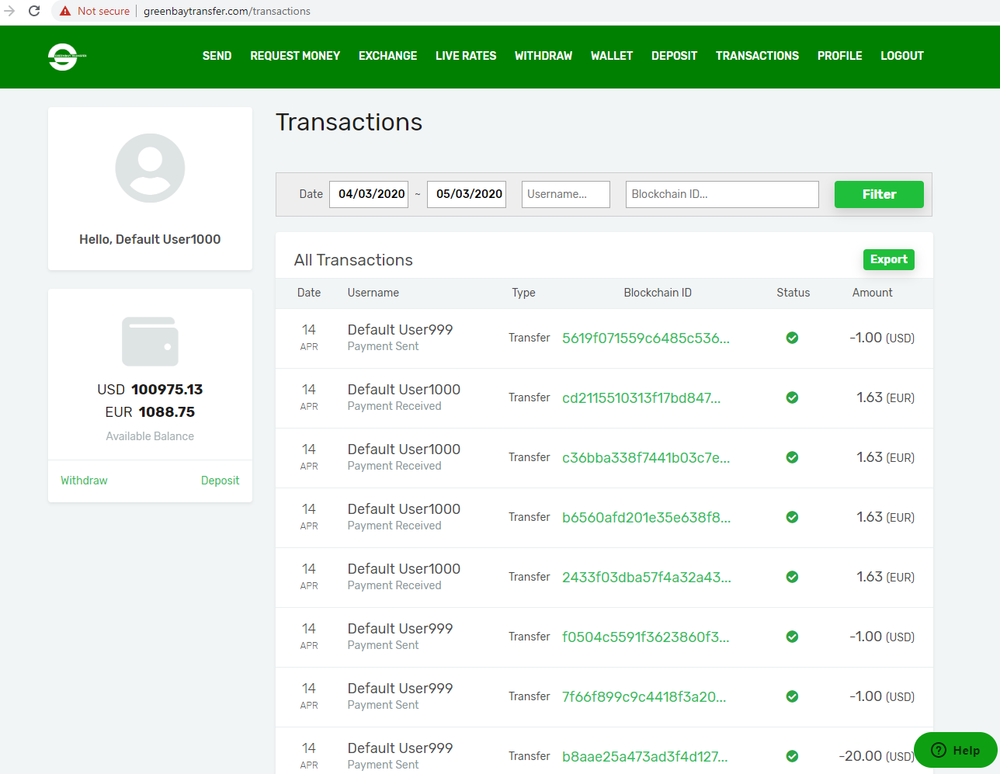 Not secure | greenbaytransfer.com/transactions
GREENBAY TRANSFER
SEND REQUEST MONEY EXCHANGE LIVE RATES WITHDRAW WALLET DEPOSIT TRANSACTIONS PROFILE LOGOUT
Hello, Default User1000
USD 100975.13
EUR 1088.75
Available Balance
Withdraw Deposit
Transactions
Date 04/03/2020 ~ 05/03/2020 Username... Blockchain ID... Filter
All Transactions Export
Date Username Type Blockchain ID Status Amount
14 Default User999
APR Payment Sent Transfer 5619f071559c6485c536... -1.00 (USD)
14 Default User1000
APR Payment Received Transfer cd2115510313f17bd847... 1.63 (EUR)
14 Default User1000
APR Payment Received Transfer c36bba338f7441b03c7e... 1.63 (EUR)
14 Default User1000
APR Payment Received Transfer b6560afd201e35e638f8... 1.63 (EUR)
14 Default User1000
APR Payment Received Transfer 2433f03dba57f4a32a43... 1.63 (EUR)
14 Default User999
APR Payment Sent Transfer f0504c5591f3623860f3... -1.00 (USD)
14 Default User999
APR Payment Sent Transfer 7f66f899c9c4418f3a20... -1.00 (USD)
14 Default User999
APR Payment Sent Transfer b8aae25a473ad3f4d127... -20.00 (USD)
? Help